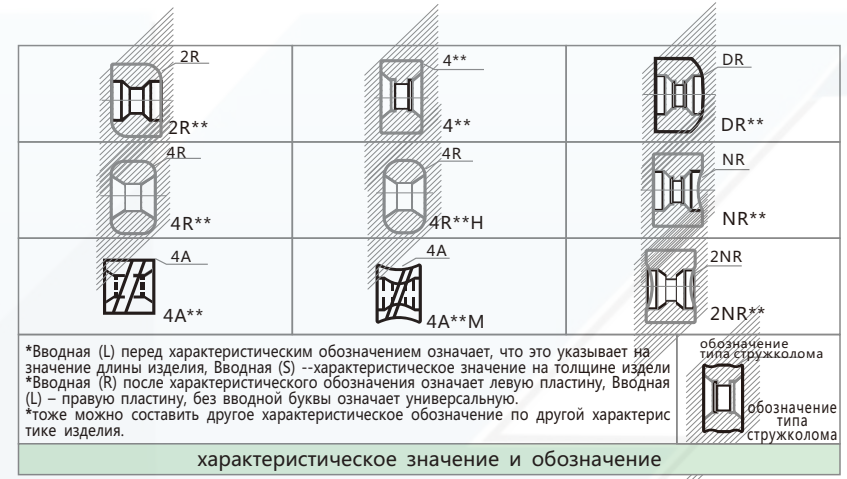 2R
2R**
4**
4**
DR
DR**
4R
4R**
4R
4R**H
NR
NR**
4A
4A**
4A
4A**M
2NR
2NR**
*Вводная (L) перед характеристическим обозначением означает, что это указывает на
значение длины изделия, Вводная (S) --характеристическое значение на толщине издели
*Вводная (R) после характеристического обозначения означает левую пластину, Вводная
(L) – правую пластину, без вводной буквы означает универсальную.
*тоже можно составить другое характеристическое обозначение по другой характерис
тике изделия.
обозначение
типа стружколома
обозначение
типа
стружколома
характеристическое значение и обозначение